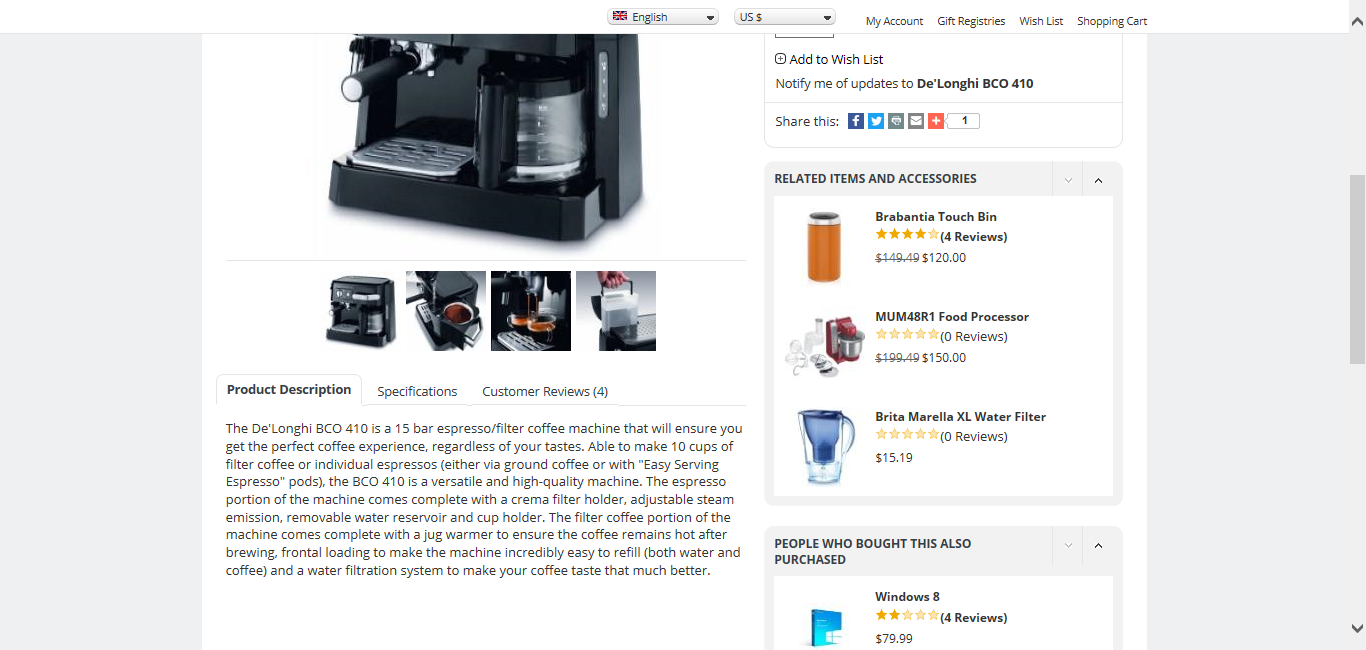 English
US $
My Account Gift Registries Wish List Shopping Cart
Add to Wish List
Notify me of updates to De'Longhi BCO 410
Share this: 1
RELATED ITEMS AND ACCESSORIES
Brabantia Touch Bin
(4 Reviews)
$149.49 $120.00
MUM48R1 Food Processor
(0 Reviews)
$199.49 $150.00
Brita Marella XL Water Filter
(0 Reviews)
$15.19
Product Description Specifications Customer Reviews (4)
The De'Longhi BCO 410 is a 15 bar espresso/filter coffee machine that will ensure you
get the perfect coffee experience, regardless of your tastes. Able to make 10 cups of
filter coffee or individual espressos (either via ground coffee or with "Easy Serving
Espresso" pods), the BCO 410 is a versatile and high-quality machine. The espresso
portion of the machine comes complete with a crema filter holder, adjustable steam
emission, removable water reservoir and cup holder. The filter coffee portion of the
machine comes complete with a jug warmer to ensure the coffee remains hot after
brewing, frontal loading to make the machine incredibly easy to refill (both water and
coffee) and a water filtration system to make your coffee taste that much better.
PEOPLE WHO BOUGHT THIS ALSO
PURCHASED
Windows 8
(4 Reviews)
$79.99